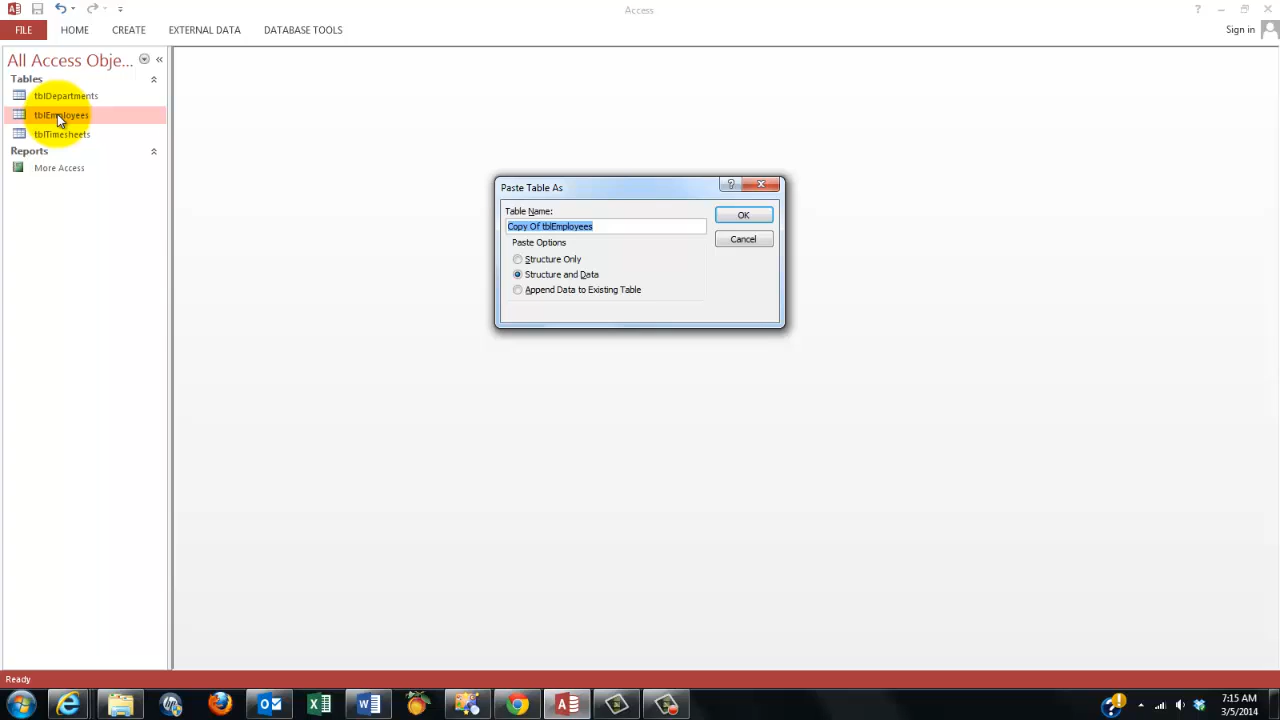 Access
FILE HOME CREATE EXTERNAL DATA DATABASE TOOLS Sign in
All Access Obje...
Tables
tblDepartments
tblEmployees
tblTimesheets
Reports
More Access
Paste Table As
Table Name:
Copy Of tblEmployees
OK
Paste Options
Cancel
Structure Only
Structure and Data
Append Data to Existing Table
Ready
7:15 AM
3/5/2014